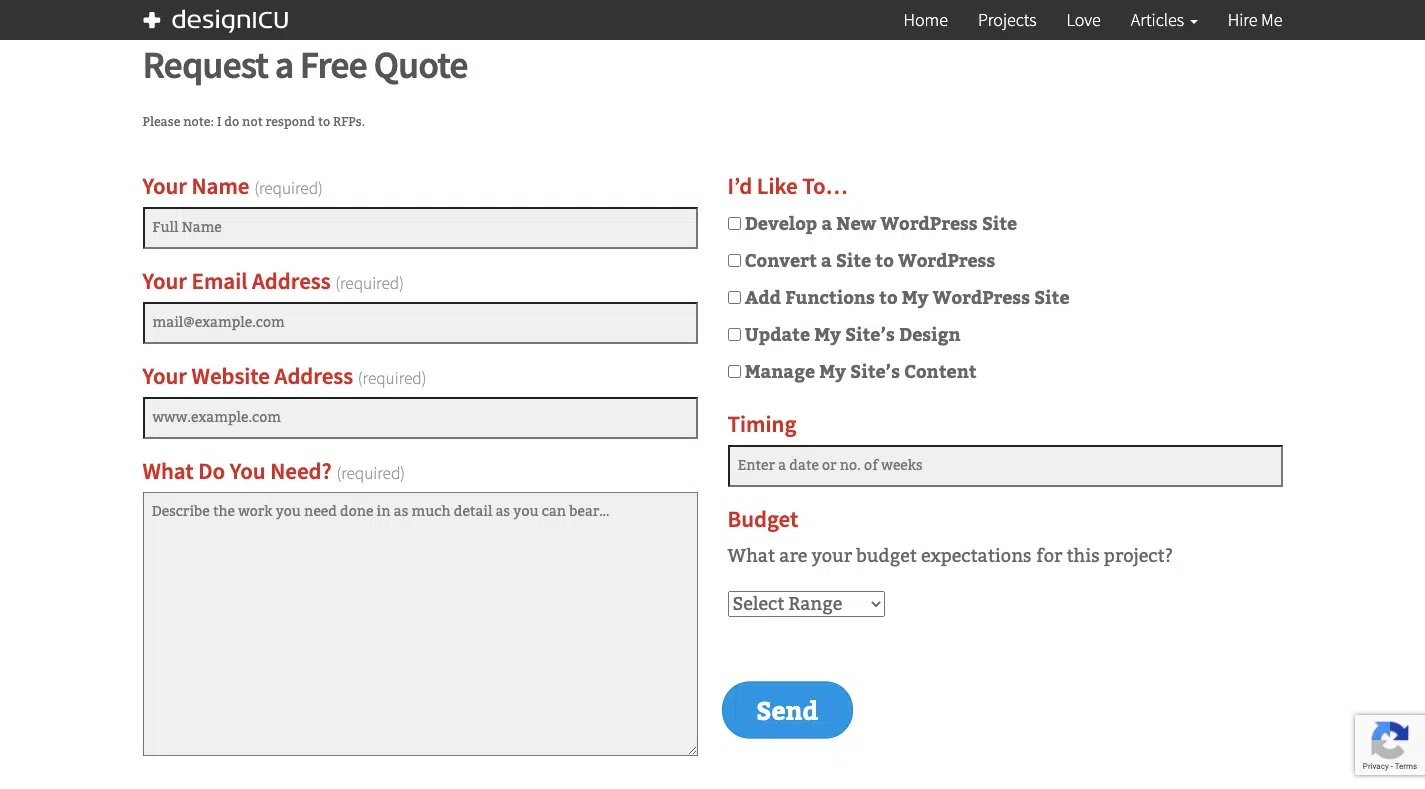 designICU
Home Projects Love Articles Hire Me
Request a Free Quote
Please note: I do not respond to RFPs.
Your Name (required)
Full Name
Your Email Address (required)
mail@example.com
Your Website Address (required)
www.example.com
What Do You Need? (required)
Describe the work you need done in as much detail as you can bear...
I’d Like To…
Develop a New WordPress Site
Convert a Site to WordPress
Add Functions to My WordPress Site
Update My Site’s Design
Manage My Site’s Content
Timing
Enter a date or no. of weeks
Budget
What are your budget expectations for this project?
Select Range
Send
Privacy - Terms